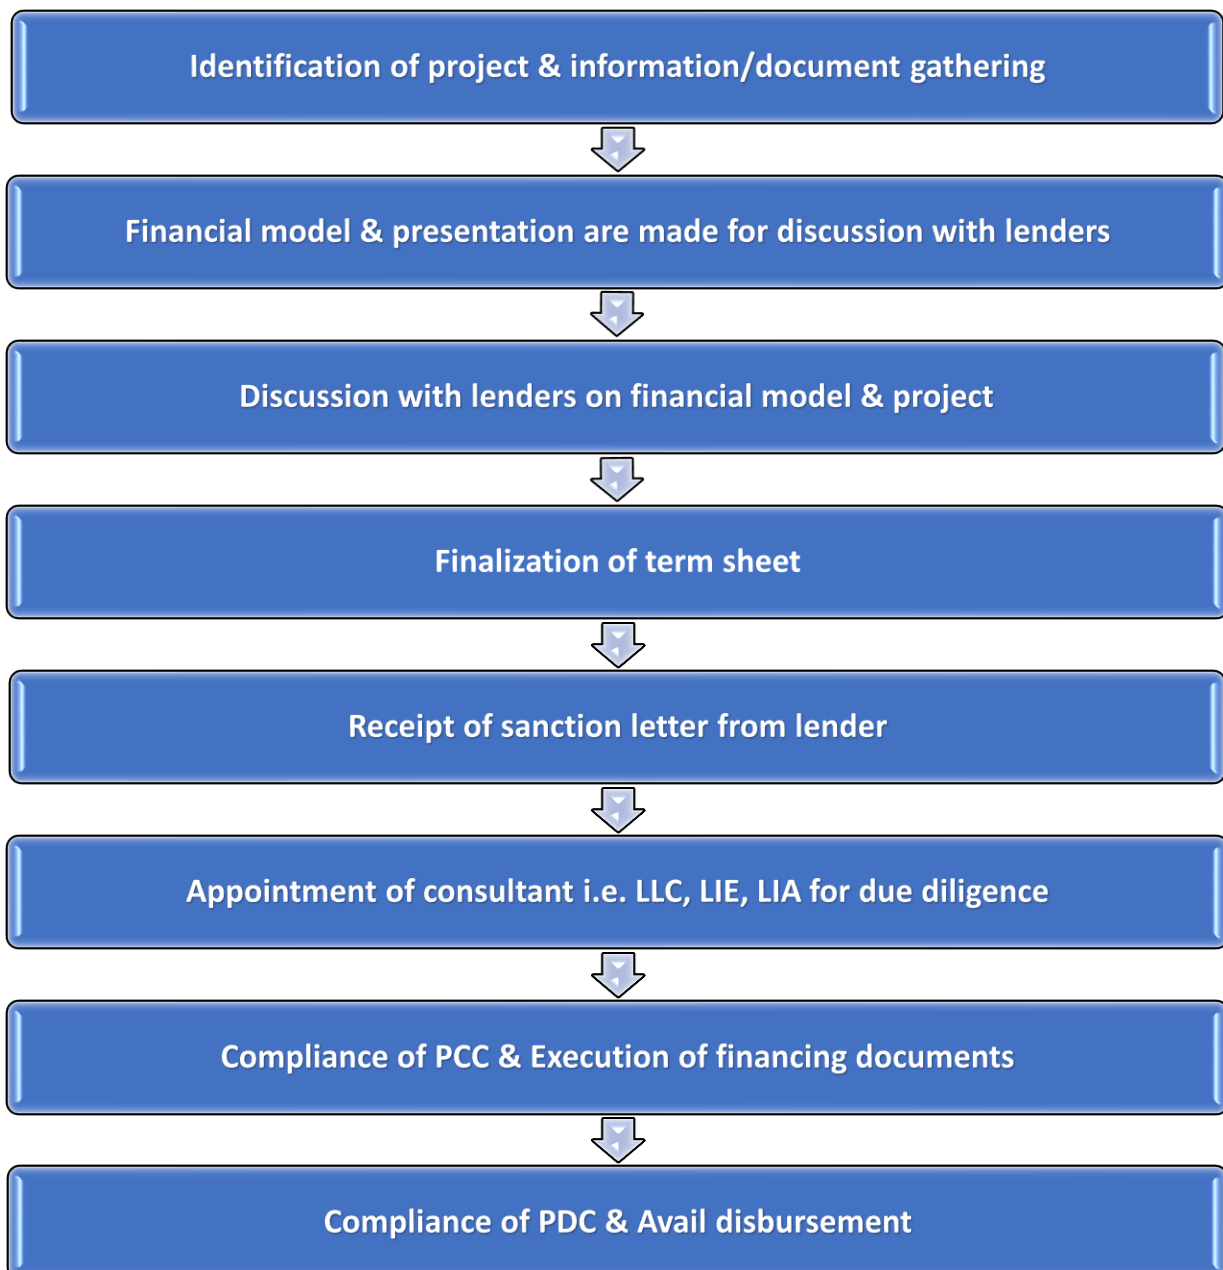 Identification of project & information/document gathering
Financial model & presentation are made for discussion with lenders
Discussion with lenders on financial model & project
Finalization of term sheet
Receipt of sanction letter from lender
Appointment of consultant i.e. LLC, LIE, LIA for due diligence
Compliance of PCC & Execution of financing documents
Compliance of PDC & Avail disbursement